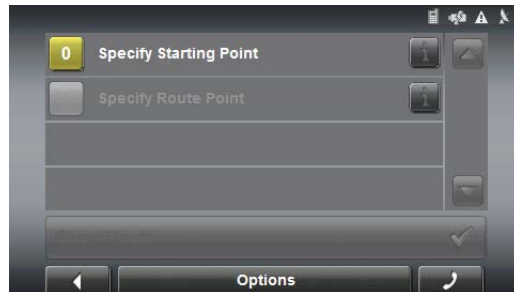 0 Specify Starting Point i
Specify Route Point i
Options